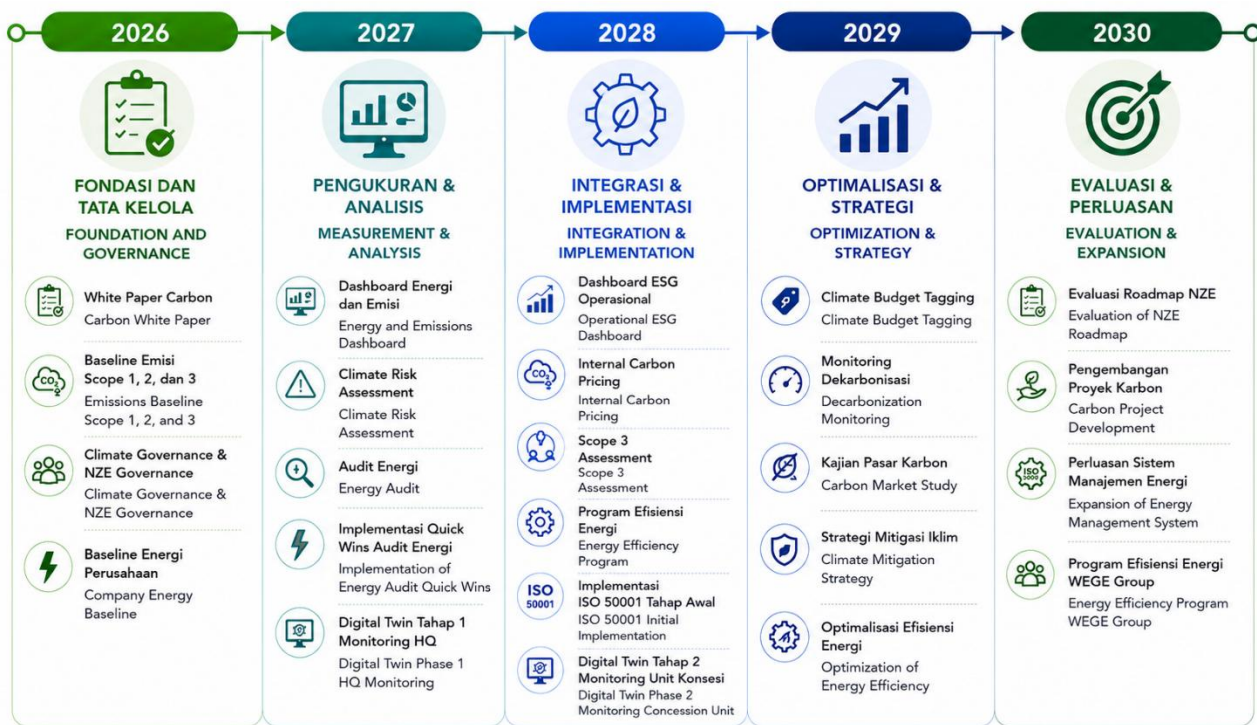 2026
FONDASI DAN
TATA KELOLA
FOUNDATION AND
GOVERNANCE
White Paper Carbon
Carbon White Paper
CO₂
Baseline Emisi
Scope 1, 2, dan 3
Emissions Baseline
Scope 1, 2, and 3
Climate Governance &
NZE Governance
Climate Governance &
NZE Governance
Baseline Energi
Perusahaan
Company Energy
Baseline
2027
PENGUKURAN &
ANALISIS
MEASUREMENT &
ANALYSIS
Dashboard Energi
dan Emisi
Energy and Emissions
Dashboard
Climate Risk
Assessment
Climate Risk
Assessment
Audit Energi
Energy Audit
Implementasi Quick
Wins Audit Energi
Implementation of
Energy Audit Quick Wins
Digital Twin Tahap 1
Monitoring HQ
Digital Twin Phase 1
HQ Monitoring
2028
INTEGRASI &
IMPLEMENTASI
INTEGRATION &
IMPLEMENTATION
Dashboard ESG
Operasional
Operational ESG
Dashboard
CO₂
Internal Carbon
Pricing
Internal Carbon
Pricing
Scope 3
Assessment
Scope 3
Assessment
Program Efisiensi
Energi
Energy Efficiency
Program
ISO
50001
Implementasi
ISO 50001 Tahap Awal
ISO 50001 Initial
Implementation
Digital Twin Tahap 2
Monitoring Unit Konsesi
Digital Twin Phase 2
Monitoring Concession Unit
2029
OPTIMALISASI &
STRATEGI
OPTIMIZATION &
STRATEGY
Climate Budget Tagging
Climate Budget Tagging
Monitoring
Dekarbonisasi
Decarbonization
Monitoring
Kajian Pasar Karbon
Carbon Market Study
Strategi Mitigasi Iklim
Climate Mitigation
Strategy
Optimalisasi Efisiensi
Energi
Optimization of
Energy Efficiency
2030
EVALUASI &
PERLUASAN
EVALUATION &
EXPANSION
Evaluasi Roadmap NZE
Evaluation of NZE
Roadmap
Pengembangan
Proyek Karbon
Carbon Project
Development
ISO
Perluasan Sistem
Manajemen Energi
Expansion of Energy
Management System
Program Efisiensi Energi
WEGE Group
Energy Efficiency Program
WEGE Group